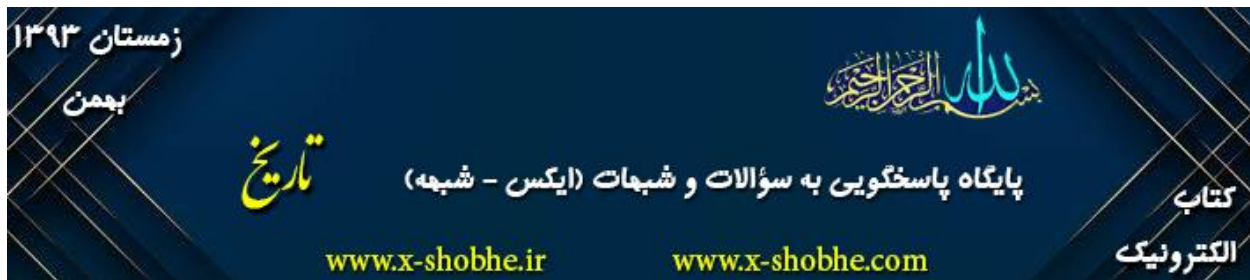 زمستان ۱۳۹۳
بهمن
بسم الله الرحمن الرحیم
تاریخ
پایگاه پاسخگویی به سؤالات و شبهات (ایکس - شبهه)
کتاب
الکترونیک
www.x-shobhe.ir
www.x-shobhe.com